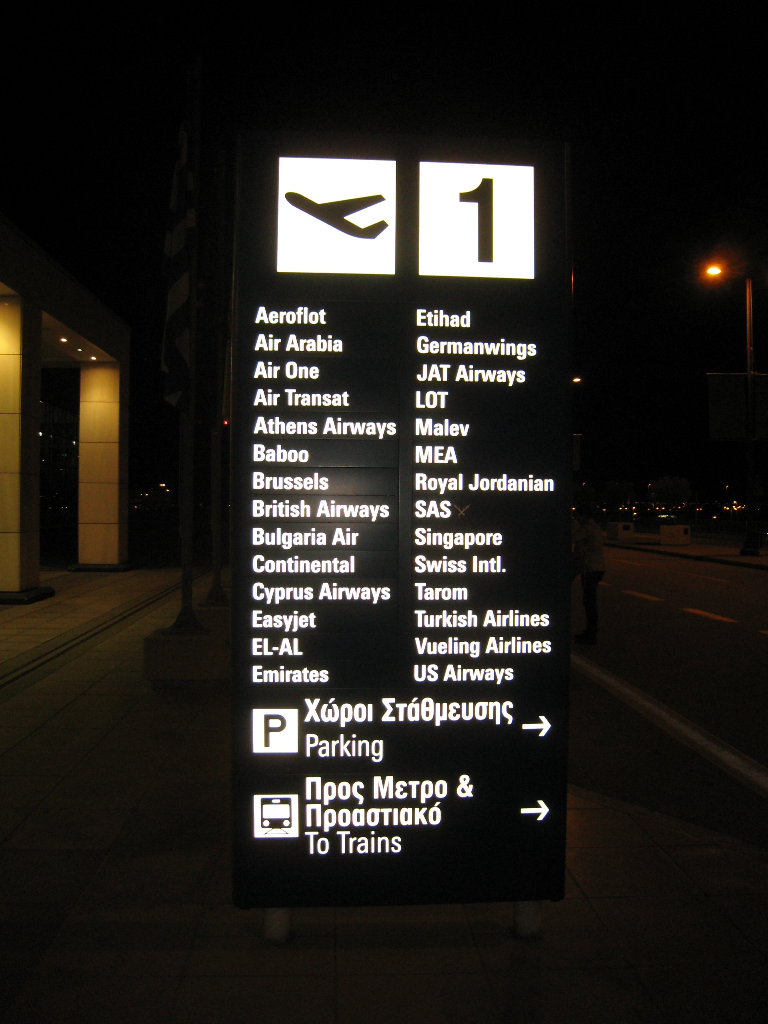 1
Aeroflot
Air Arabia
Air One
Air Transat
Athens Airways
Baboo
Brussels
British Airways
Bulgaria Air
Continental
Cyprus Airways
Easyjet
EL-AL
Emirates
Etihad
Germanwings
JAT Airways
LOT
Malev
MEA
Royal Jordanian
SAS
Singapore
Swiss Intl.
Tarom
Turkish Airlines
Vueling Airlines
US Airways
P
Χώροι Στάθμευσης
Parking
Προς Μετρο &
Προαστιακό
To Trains